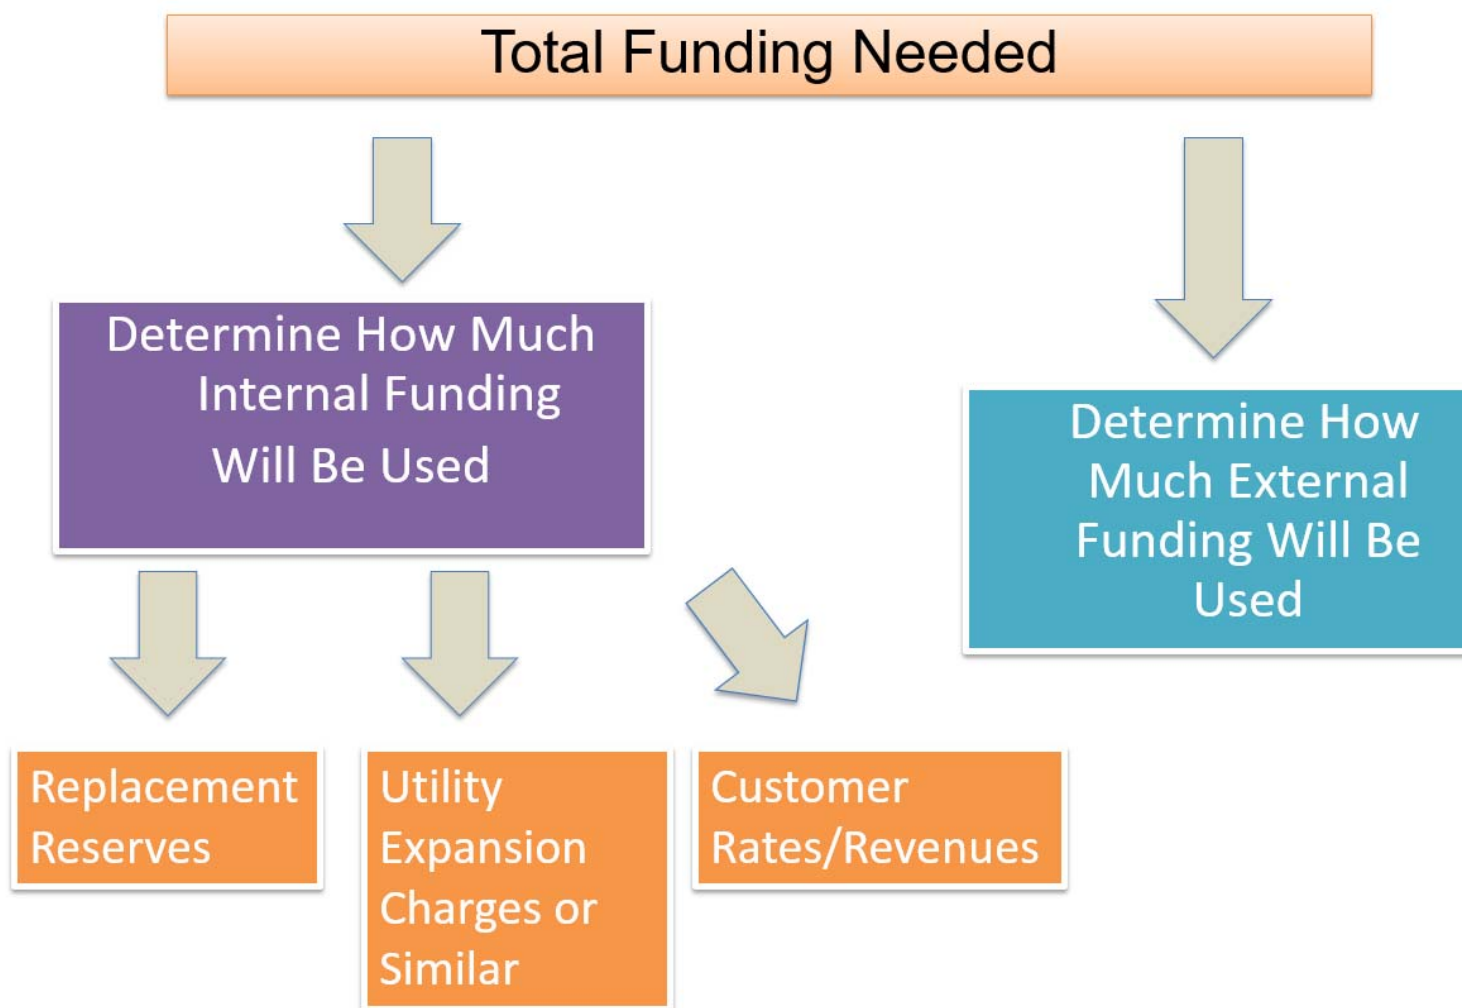 Total Funding Needed
Determine How Much
Internal Funding
Will Be Used
Determine How
Much External
Funding Will Be
Used
Replacement
Reserves
Utility
Expansion
Charges or
Similar
Customer
Rates/Revenues